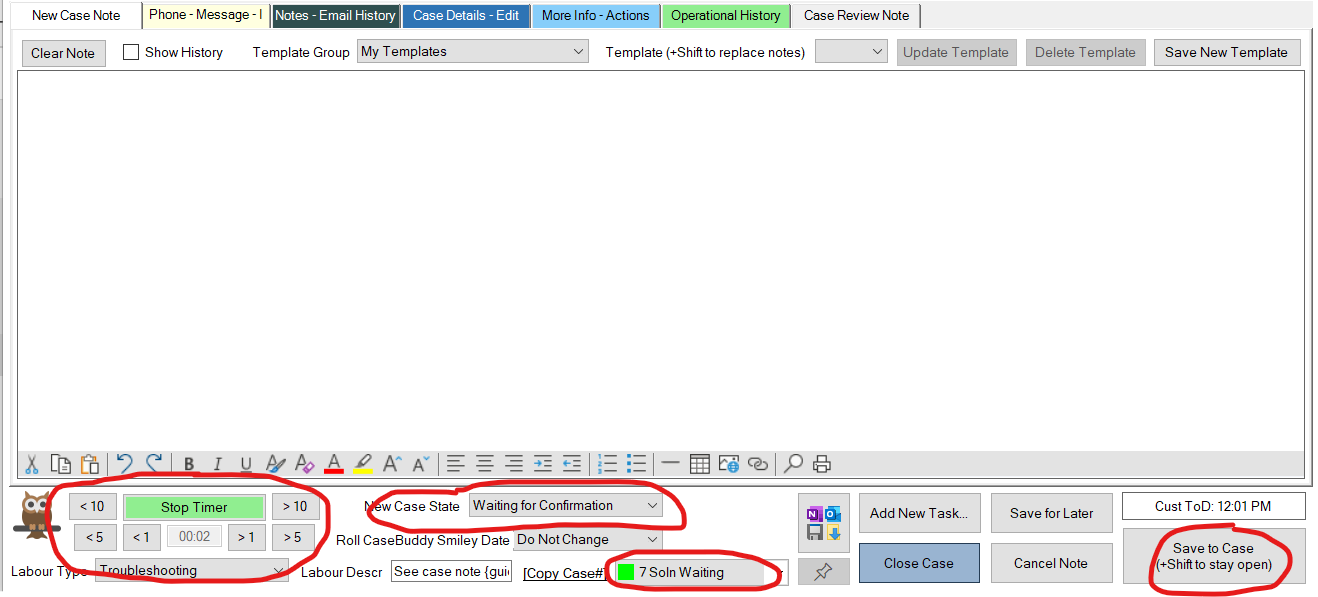 New Case Note Phone - Message - I Notes - Email History Case Details - Edit More Info - Actions Operational History Case Review Note
Clear Note Show History Template Group My Templates Template (+Shift to replace notes) Update Template Delete Template Save New Template
B I U A A A A
< 10 Stop Timer > 10 New Case State Waiting for Confirmation Add New Task... Save for Later Cust ToD: 12:01 PM
< 5 < 1 00:02 > 1 > 5 Roll CaseBuddy Smiley Date Do Not Change
Labour Type Troubleshooting Labour Descr See case note {gui [Copy Case#] 7 Soln Waiting Close Case Cancel Note Save to Case
(+Shift to stay open)